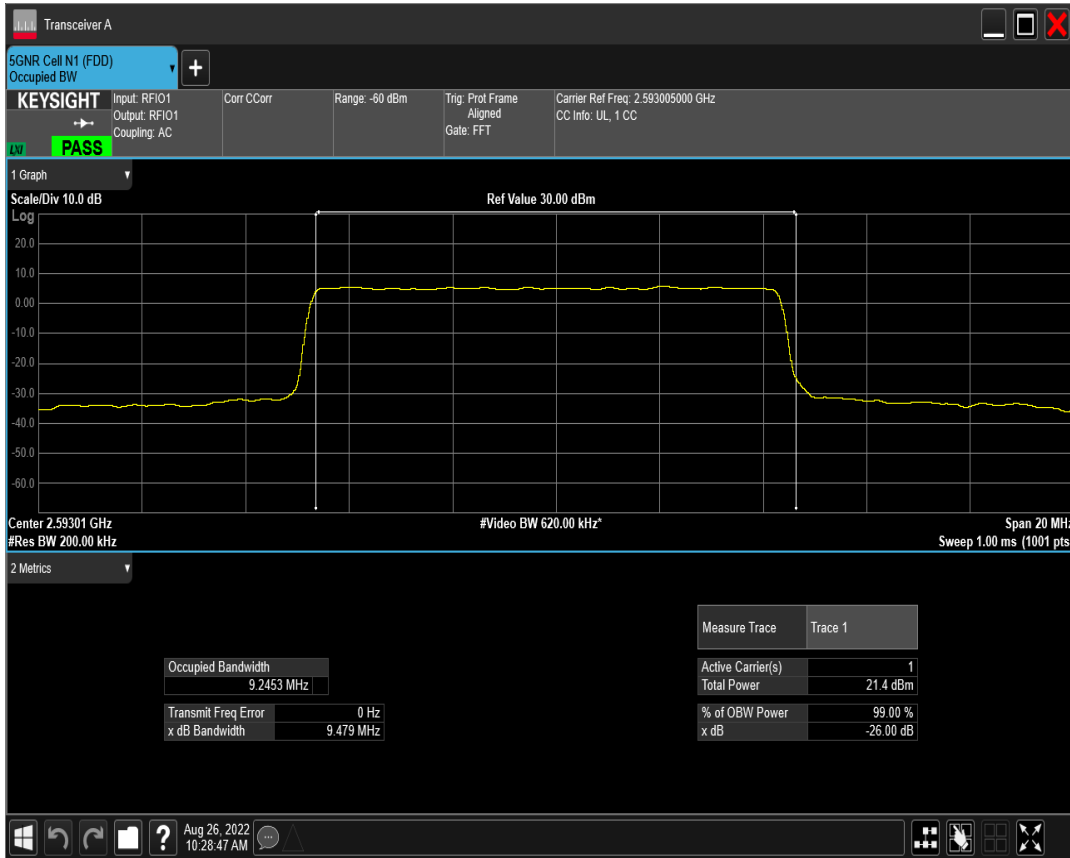 Transceiver A
5GNR Cell N1 (FDD)
Occupied BW
+
KEYSIGHT
LXI
PASS
Input: RFIO1
Output: RFIO1
Coupling: AC
Corr CCorr
Range: -60 dBm
Trig: Prot Frame
Aligned
Gate: FFT
Carrier Ref Freq: 2.593005000 GHz
CC Info: UL, 1 CC
1 Graph
Scale/Div 10.0 dB
Ref Value 30.00 dBm
Log
20.0
10.0
0.00
-10.0
-20.0
-30.0
-40.0
-50.0
-60.0
Center 2.59301 GHz
#Video BW 620.00 kHz*
Span 20 MHz
#Res BW 200.00 kHz
Sweep 1.00 ms (1001 pts
2 Metrics
Measure Trace Trace 1
Occupied Bandwidth
9.2453 MHz
Active Carrier(s) 1
Total Power 21.4 dBm
Transmit Freq Error 0 Hz
x dB Bandwidth 9.479 MHz
% of OBW Power 99.00 %
x dB -26.00 dB
?
Aug 26, 2022
10:28:47 AM